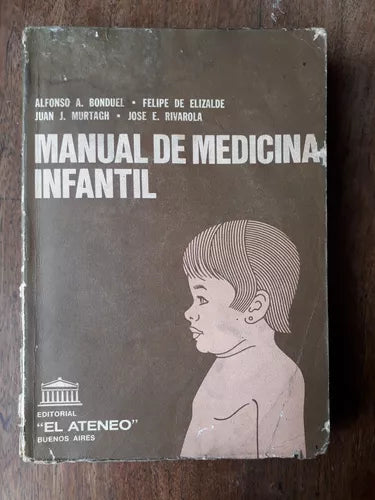 ALFONSO A. BONDUEL • FELIPE DE ELIZALDE
JUAN J. MURTAGH • JOSE E. RIVAROLA
MANUAL DE MEDICINA
INFANTIL
EDITORIAL
"EL ATENEO"
BUENOS AIRES